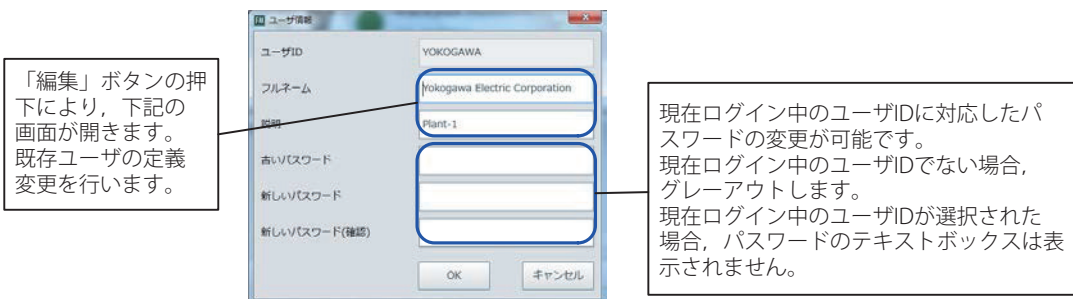 ユーザ情報
ユーザID
YOKOGAWA
フルネーム
Yokogawa Electric Corporation
説明
Plant-1
古いパスワード
新しいパスワード
新しいパスワード(確認)
OK
キャンセル
「編集」ボタンの押
下により，下記の
画面が開きます。
既存ユーザの定義
変更を行います。
現在ログイン中のユーザIDに対応したパ
スワードの変更が可能です。
現在ログイン中のユーザIDでない場合，
グレーアウトします。
現在ログイン中のユーザIDが選択された
場合，パスワードのテキストボックスは表
示されません。